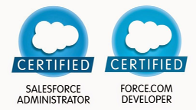 CERTIFIED
SALESFORCE
ADMINISTRATOR
CERTIFIED
FORCE.COM
DEVELOPER